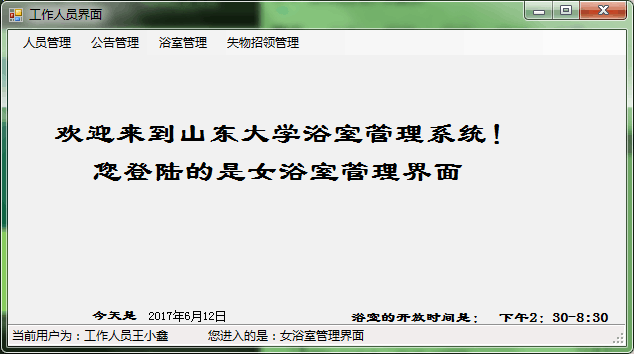 工作人员界面
人员管理 公告管理 浴室管理 失物招领管理
欢迎来到山东大学浴室管理系统！
您登陆的是女浴室管理界面
今天是 2017年6月12日 浴室的开放时间是： 下午2：30-8:30
当前用户为：工作人员王小鑫 您进入的是：女浴室管理界面